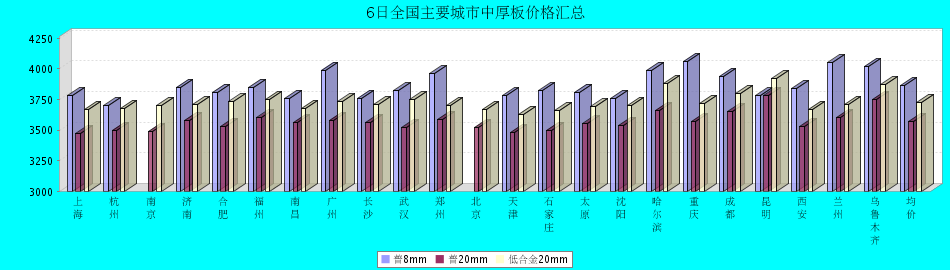 6日全国主要城市中厚板价格汇总
4250
4000
3750
3500
3250
3000
上海 杭州 南京 济南 合肥 福州 南昌 广州 长沙 武汉 郑州 北京 天津 石家庄 太原 沈阳 哈尔滨 重庆 成都 昆明 西安 兰州 乌鲁木齐 均价
普8mm 普20mm 低合金20mm